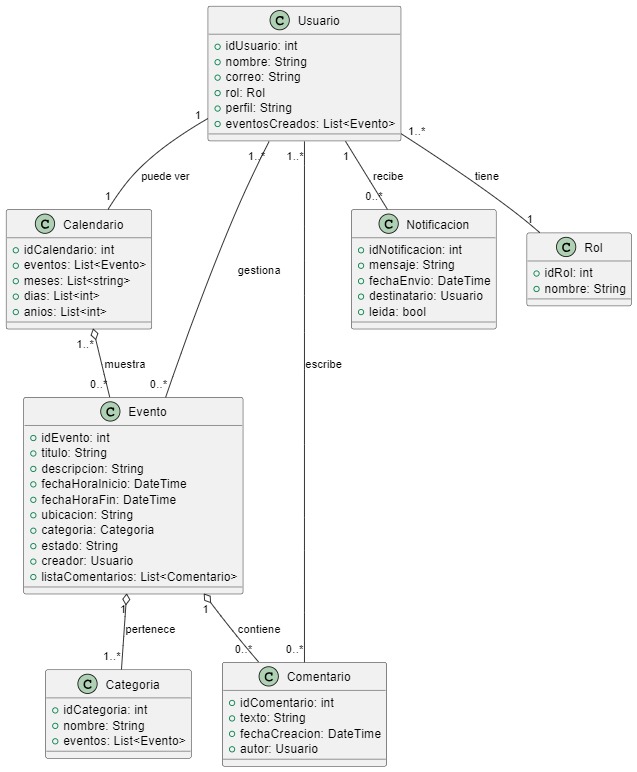 C Usuario
idUsuario: int
nombre: String
correo: String
rol: Rol
perfil: String
eventosCreados: List<Evento>
1
1..*
1..*
1
1..*
puede ver
recibe
tiene
1
0..*
1
C Calendario
idCalendario: int
eventos: List<Evento>
meses: List<string>
dias: List<int>
anios: List<int>
C Notificacion
idNotificacion: int
mensaje: String
fechaEnvio: DateTime
destinatario: Usuario
leida: bool
C Rol
idRol: int
nombre: String
gestiona
1..*
muestra
escribe
0..*
0..*
C Evento
idEvento: int
titulo: String
descripcion: String
fechaHoraInicio: DateTime
fechaHoraFin: DateTime
ubicacion: String
categoria: Categoria
estado: String
creador: Usuario
listaComentarios: List<Comentario>
1
1
pertenece
contiene
1..*
0..*
0..*
C Categoria
idCategoria: int
nombre: String
eventos: List<Evento>
C Comentario
idComentario: int
texto: String
fechaCreacion: DateTime
autor: Usuario